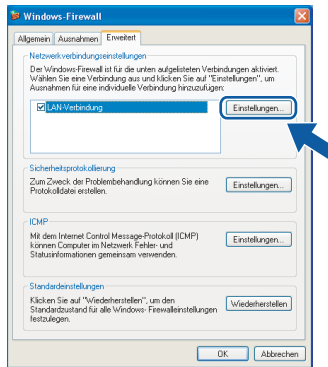 Windows-Firewall
Allgemein Ausnahmen Erweitert
Netzwerkverbindungseinstellungen
Der Windows-Firewall ist für die unten aufgelisteten Verbindungen aktiviert.
Wählen Sie eine Verbindung aus und klicken Sie auf "Einstellungen", um
Ausnahmen für eine individuelle Verbindung hinzuzufügen:
LAN-Verbindung
Einstellungen...
Sicherheitsprotokollierung
Zum Zweck der Problembehandlung können Sie eine
Protokolldatei erstellen.
Einstellungen...
ICMP
Mit dem Internet Control Message-Protokoll (ICMP)
können Computer im Netzwerk Fehler- und
Statusinformationen gemeinsam verwenden.
Einstellungen...
Standardeinstellungen
Klicken Sie auf "Wiederherstellen", um den
Standardzustand für alle Windows- Firewalleinstellungen
festzulegen.
Wiederherstellen
OK Abbrechen